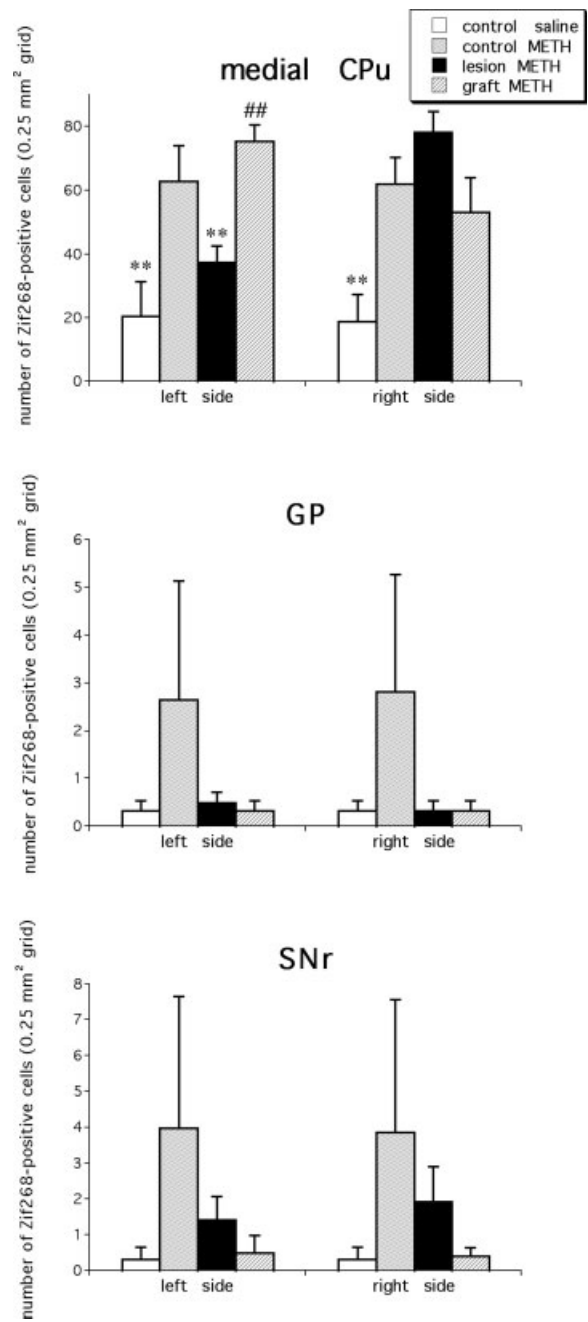 control saline
control METH
lesion METH
graft METH
medial CPu
number of Zif268-positive cells (0.25 mm² grid)
80
60
40
20
0
**
**
##
**
left side
right side
GP
number of Zif268-positive cells (0.25 mm² grid)
6
5
4
3
2
1
0
left side
right side
SNr
number of Zif268-positive cells (0.25 mm² grid)
8
7
6
5
4
3
2
1
0
left side
right side